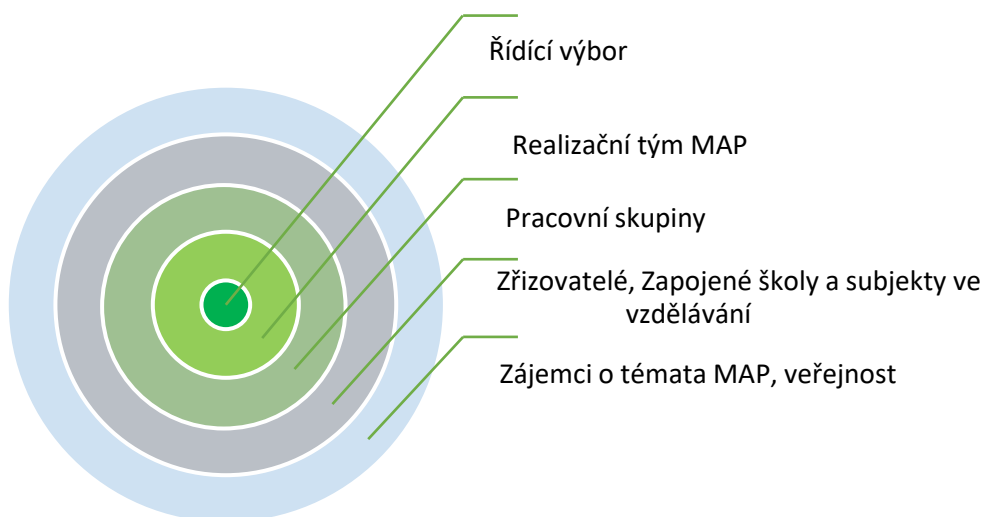 Řídící výbor
Realizační tým MAP
Pracovní skupiny
Zřizovatelé, Zapojené školy a subjekty ve
vzdělávání
Zájemci o témata MAP, veřejnost